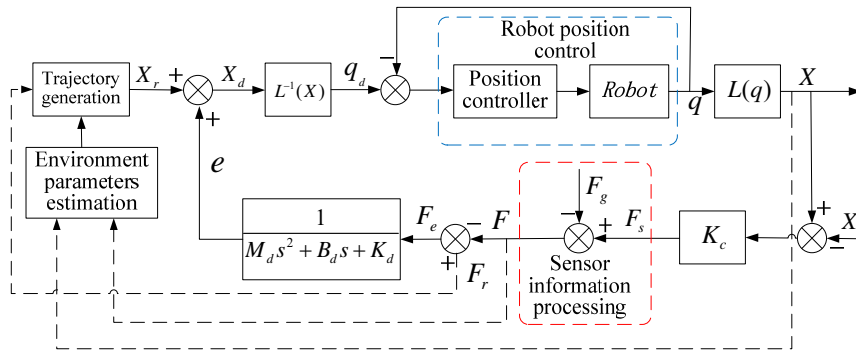 Robot position
control
Trajectory
generation
X_r
+
X_d
+
L^{-1}(X)
q_d
−
Position
controller
Robot
q
L(q)
X
Environment
parameters
estimation
e
1
M_d s^2 + B_d s + K_d
F_e
−
F
+
F_r
F_g
−
+
F_s
Sensor
information
processing
K_c
+
−
X